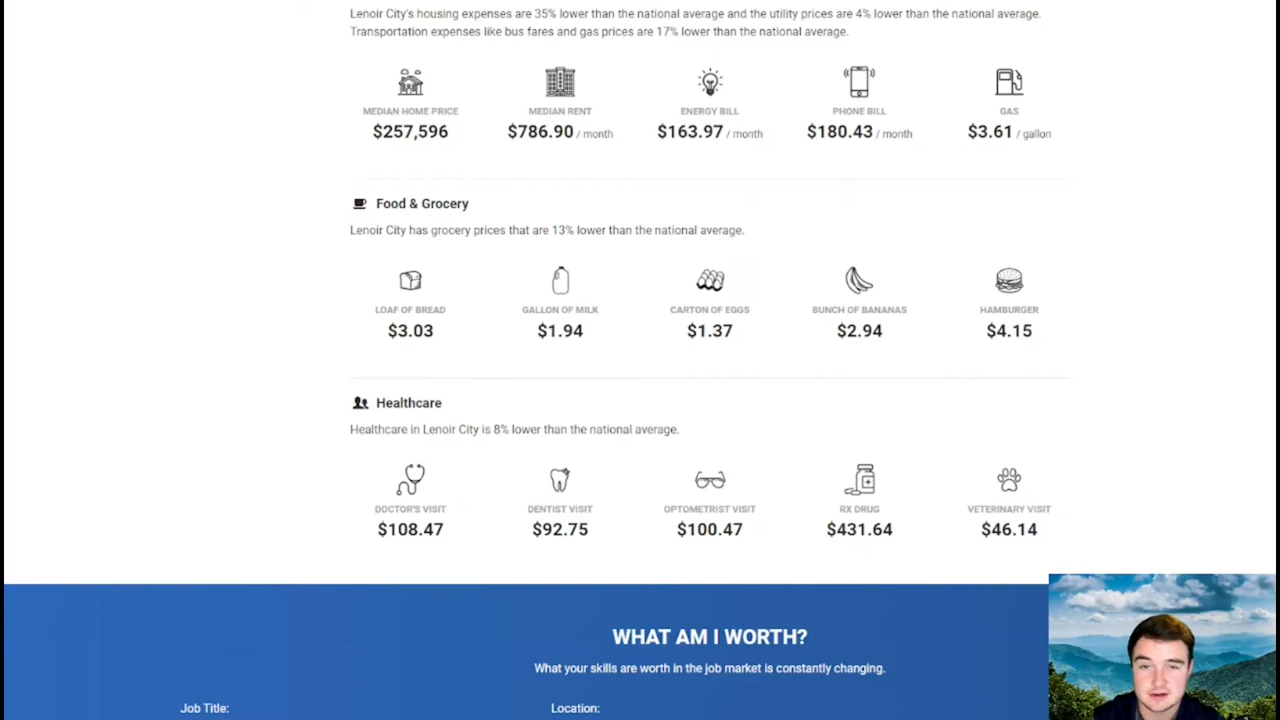 Lenoir City's housing expenses are 35% lower than the national average and the utility prices are 4% lower than the national average.
Transportation expenses like bus fares and gas prices are 17% lower than the national average.
MEDIAN HOME PRICE
$257,596
MEDIAN RENT
$786.90 / month
ENERGY BILL
$163.97 / month
PHONE BILL
$180.43 / month
GAS
$3.61 / gallon
Food & Grocery
Lenoir City has grocery prices that are 13% lower than the national average.
LOAF OF BREAD
$3.03
GALLON OF MILK
$1.94
CARTON OF EGGS
$1.37
BUNCH OF BANANAS
$2.94
HAMBURGER
$4.15
Healthcare
Healthcare in Lenoir City is 8% lower than the national average.
DOCTOR'S VISIT
$108.47
DENTIST VISIT
$92.75
OPTOMETRIST VISIT
$100.47
RX DRUG
$431.64
VETERINARY VISIT
$46.14
WHAT AM I WORTH?
What your skills are worth in the job market is constantly changing.
Job Title:
Location: